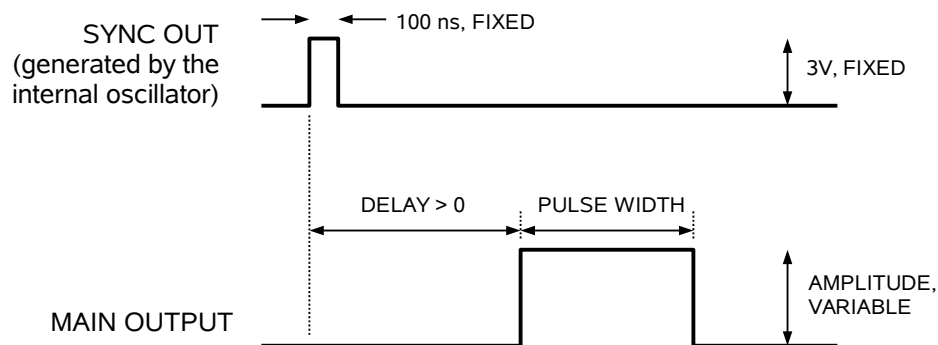 100 ns, FIXED
SYNC OUT
(generated by the
internal oscillator)
3V, FIXED
DELAY > 0
PULSE WIDTH
AMPLITUDE,
VARIABLE
MAIN OUTPUT